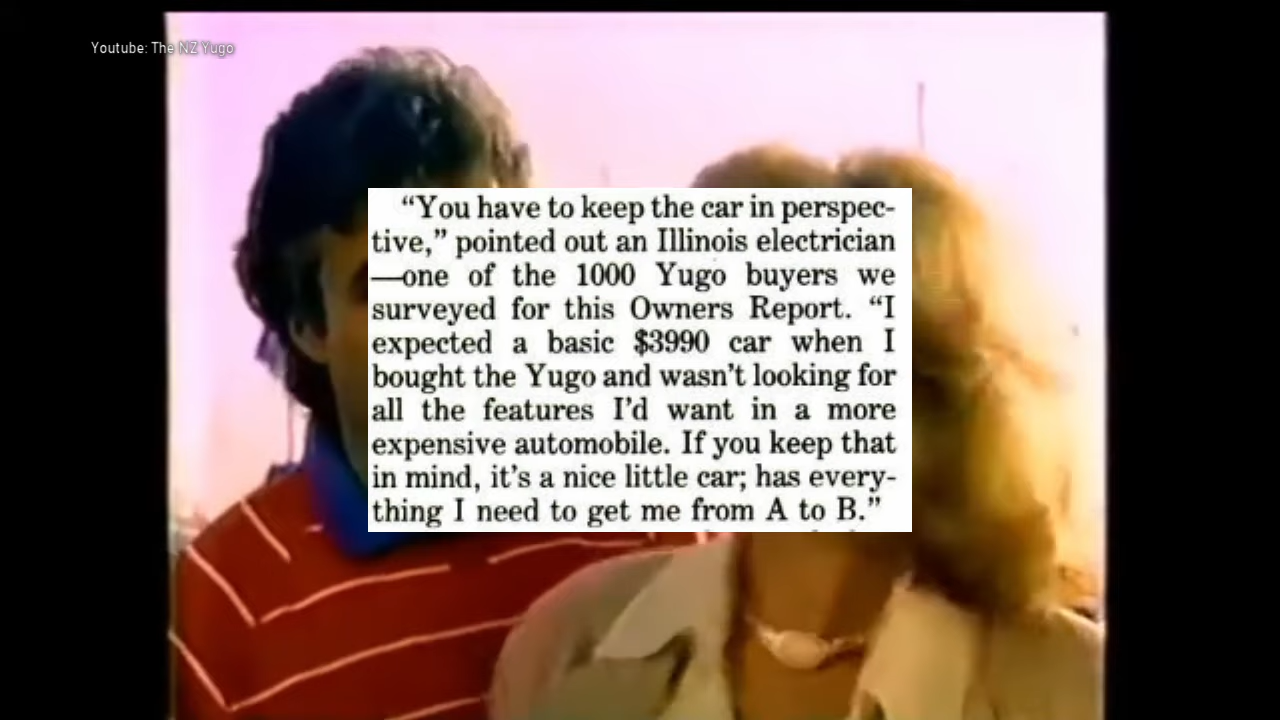 Youtube: The NZ Yugo
“You have to keep the car in perspec-
tive,” pointed out an Illinois electrician
—one of the 1000 Yugo buyers we
surveyed for this Owners Report. “I
expected a basic $3990 car when I
bought the Yugo and wasn’t looking for
all the features I’d want in a more
expensive automobile. If you keep that
in mind, it’s a nice little car; has every-
thing I need to get me from A to B.”